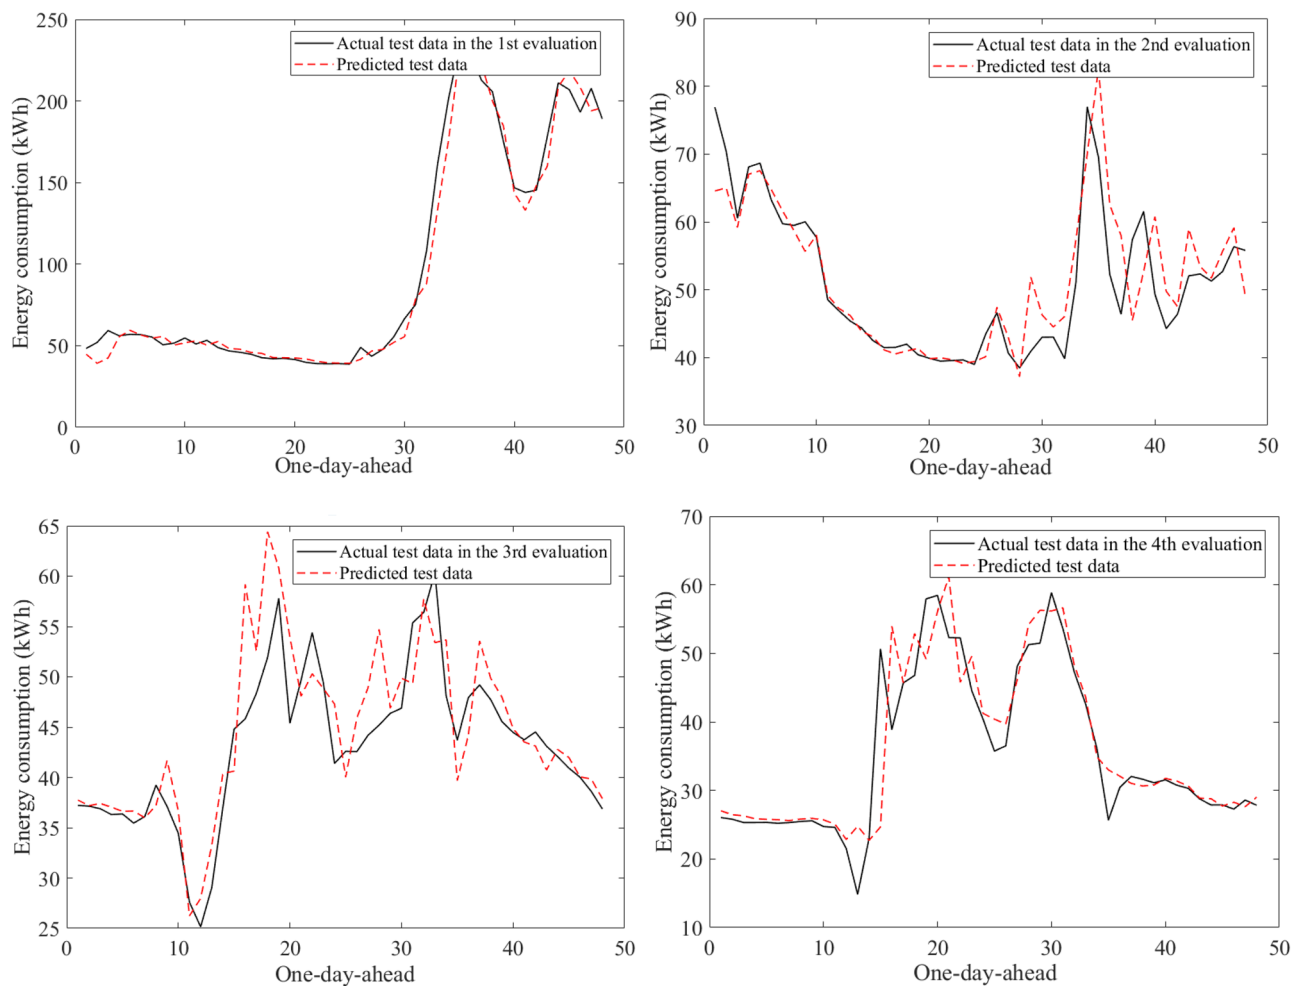 250
200
150
100
50
0
Energy consumption (kWh)
Actual test data in the 1st evaluation
Predicted test data
0 10 20 30 40 50
One-day-ahead
90
80
70
60
50
40
30
Energy consumption (kWh)
Actual test data in the 2nd evaluation
Predicted test data
0 10 20 30 40 50
One-day-ahead
65
60
55
50
45
40
35
30
25
Energy consumption (kWh)
Actual test data in the 3rd evaluation
Predicted test data
0 10 20 30 40 50
One-day-ahead
70
60
50
40
30
20
10
Energy consumption (kWh)
Actual test data in the 4th evaluation
Predicted test data
0 10 20 30 40 50
One-day-ahead